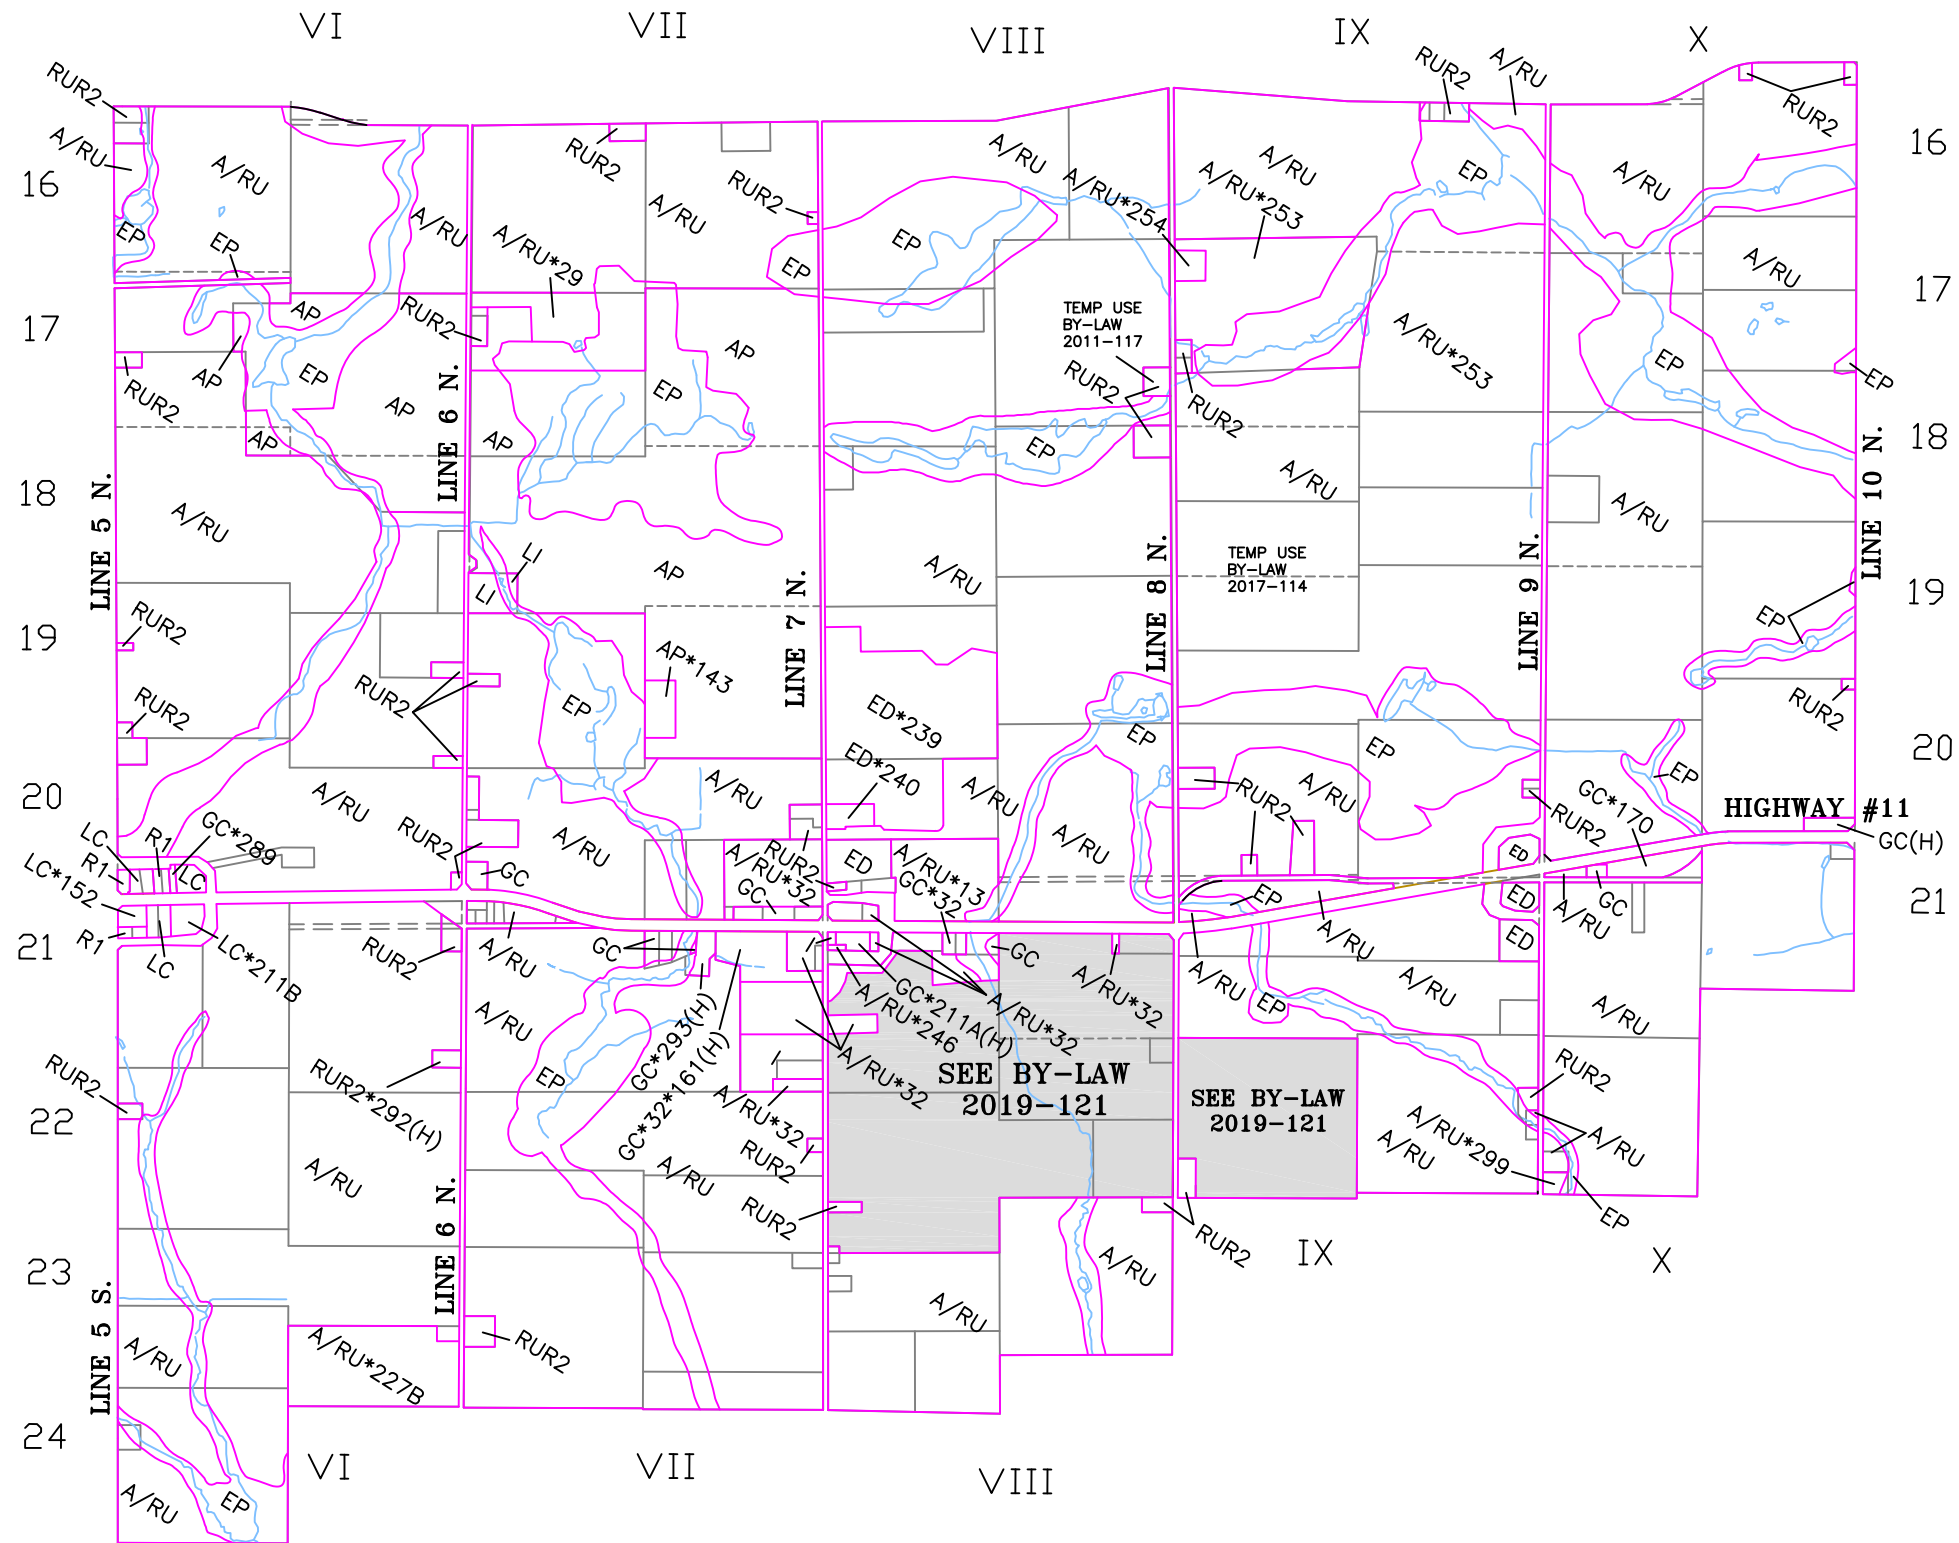 VI
VII
VIII
IX
X
RUR2
A/RU
A/RU
EP
EP
A/RU
RUR2
A/RU
RUR2
A/RU*29
A/RU
EP
EP
A/RU*254
A/RU
A/RU*253
RUR2
A/RU
EP
A/RU
RUR2
16
16
17
17
18
18
19
19
20
20
21
21
22
23
24
AP
EP
AP
RUR2
AP
AP
RUR2
LINE 6 N.
AP
EP
AP
TEMP USE
BY-LAW
2011-117
RUR2
RUR2
A/RU*253
A/RU
EP
EP
EP
LINE 5 N.
A/RU
LI
LI
AP
LINE 7 N.
A/RU
LINE 8 N.
A/RU
TEMP USE
BY-LAW
2017-114
LINE 9 N.
A/RU
LINE 10 N.
EP
RUR2
RUR2
RUR2
RUR2
EP
AP*143
ED*239
ED*240
A/RU
EP
EP
EP
HIGHWAY #11
GC(H)
GC*170
RUR2
A/RU
LC
R1
GC*289
R1
LC
LC*152
R1
LC
LC*211B
RUR2
GC
A/RU
A/RU
A/RU*32
RUR2
GC
ED
A/RU*13
GC*32
A/RU
A/RU
RUR2
A/RU
ED
ED
ED
GC
A/RU
EP
A/RU
RUR2
A/RU
GC
GC
A/RU*32
A/RU
EP
A/RU
A/RU
A/RU
EP
GC*293(H)
GC*32*161(H)
A/RU*32
A/RU*32
GC*211A(H)
A/RU*246
A/RU*32
SEE BY-LAW
2019-121
SEE BY-LAW
2019-121
RUR2
RUR2*292(H)
A/RU
A/RU
RUR2
RUR2
RUR2
A/RU*299
A/RU
RUR2
A/RU
EP
IX
X
LINE 6 N.
LINE 5 S.
A/RU
A/RU*227B
RUR2
A/RU
A/RU
A/RU
EP
VI
VII
VIII